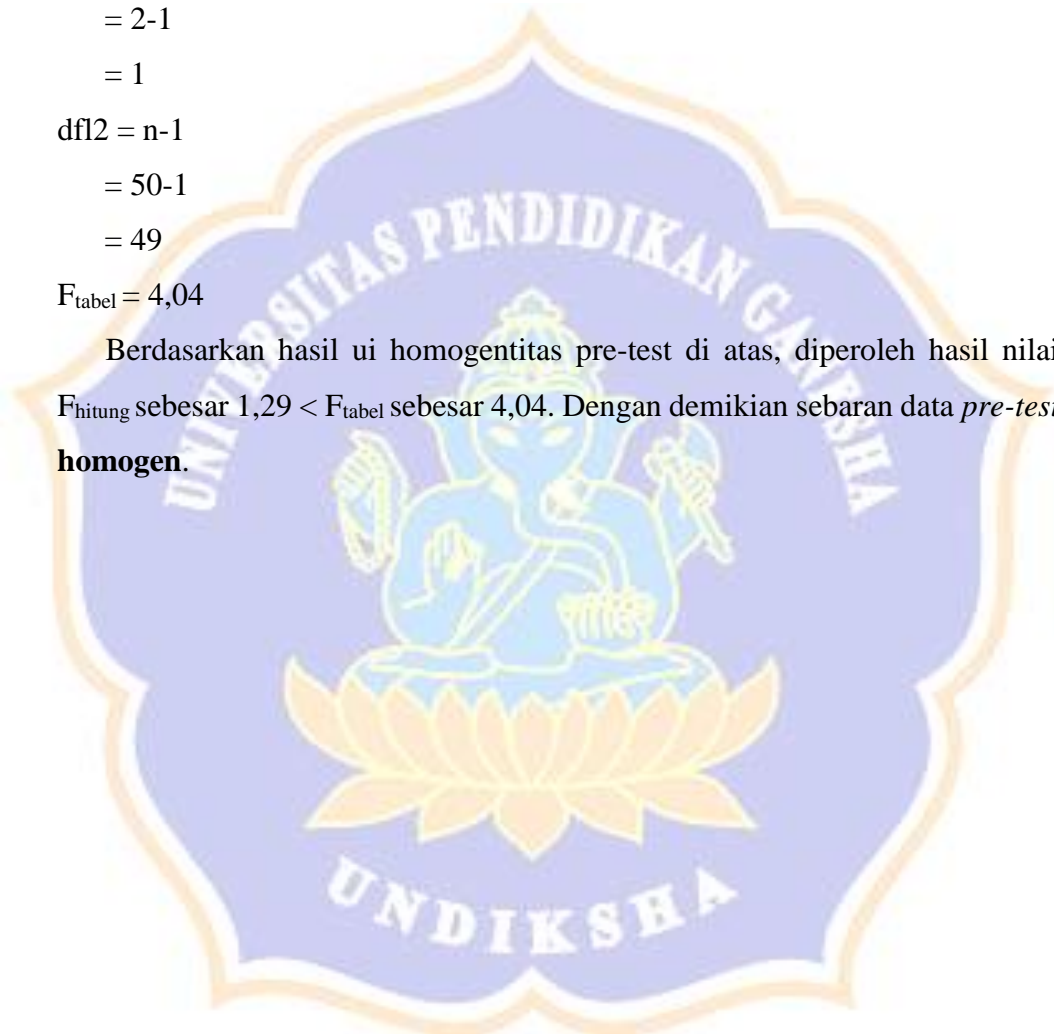 = 2-1
= 1
dfl2 = n-1
= 50-1
= 49
Ftabel = 4,04
Berdasarkan hasil ui homogentitas pre-test di atas, diperoleh hasil nilai
Fhitung sebesar 1,29 < Ftabel sebesar 4,04. Dengan demikian sebaran data pre-test
homogen.
UNIVERSITAS PENDIDIKAN GANESHA
UNDIKSHA